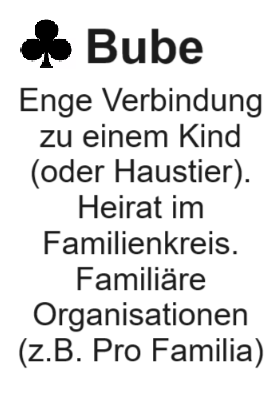 ♣ Bube
Enge Verbindung
zu einem Kind
(oder Haustier).
Heirat im
Familienkreis.
Familiäre
Organisationen
(z.B. Pro Familia)